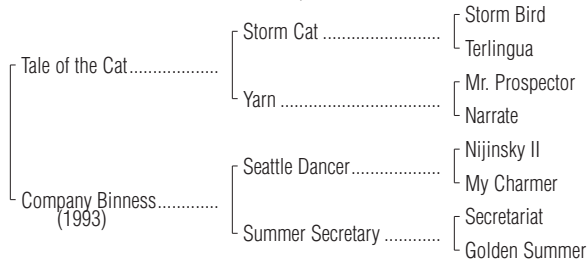 Storm Bird
Storm Cat ........................
Terlingua
Tale of the Cat..................
Mr. Prospector
Yarn .................................
Narrate
Nijinsky II
Seattle Dancer..................
My Charmer
Company Binness.............
(1993)
Secretariat
Summer Secretary ............
Golden Summer